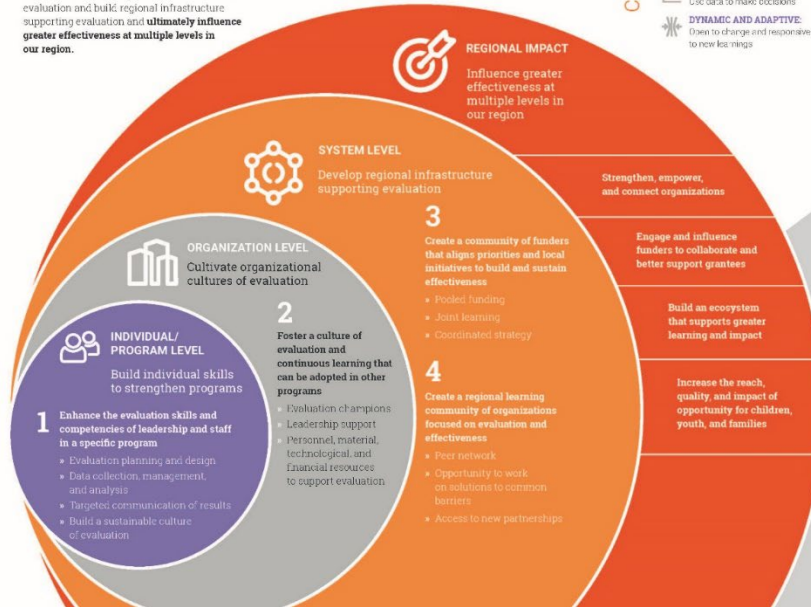 evaluation and build regional infrastructure
supporting evaluation and ultimately influence
greater effectiveness at multiple levels in
our region.
C
Use data to make decisions
DYNAMIC AND ADAPTIVE:
Open to change and responsive
to new learnings
REGIONAL IMPACT
Influence greater
effectiveness at
multiple levels in
our region
SYSTEM LEVEL
Develop regional infrastructure
supporting evaluation
Strengthen, empower,
and connect organizations
Engage and influence
funders to collaborate and
better support grantees
Build an ecosystem
that supports greater
learning and impact
Increase the reach,
quality, and impact of
opportunity for children,
youth, and families
3
Create a community of funders
that aligns priorities and local
initiatives to build and sustain
effectiveness
» Pooled funding
» Joint learning
» Coordinated strategy
4
Create a regional learning
community of organizations
focused on evaluation and
effectiveness
» Peer network
» Opportunity to work
on solutions to common
barriers
» Access to new partnerships
ORGANIZATION LEVEL
Cultivate organizational
cultures of evaluation
2
Foster a culture of
evaluation and
continuous learning that
can be adopted in other
programs
» Evaluation champions
» Leadership support
» Personnel, material,
technological, and
financial resources
to support evaluation
INDIVIDUAL/
PROGRAM LEVEL
Build individual skills
to strengthen programs
1
Enhance the evaluation skills and
competencies of leadership and staff
in a specific program
» Evaluation planning and design
» Data collection, management,
and analysis
» Targeted communication of results
» Build a sustainable culture
of evaluation